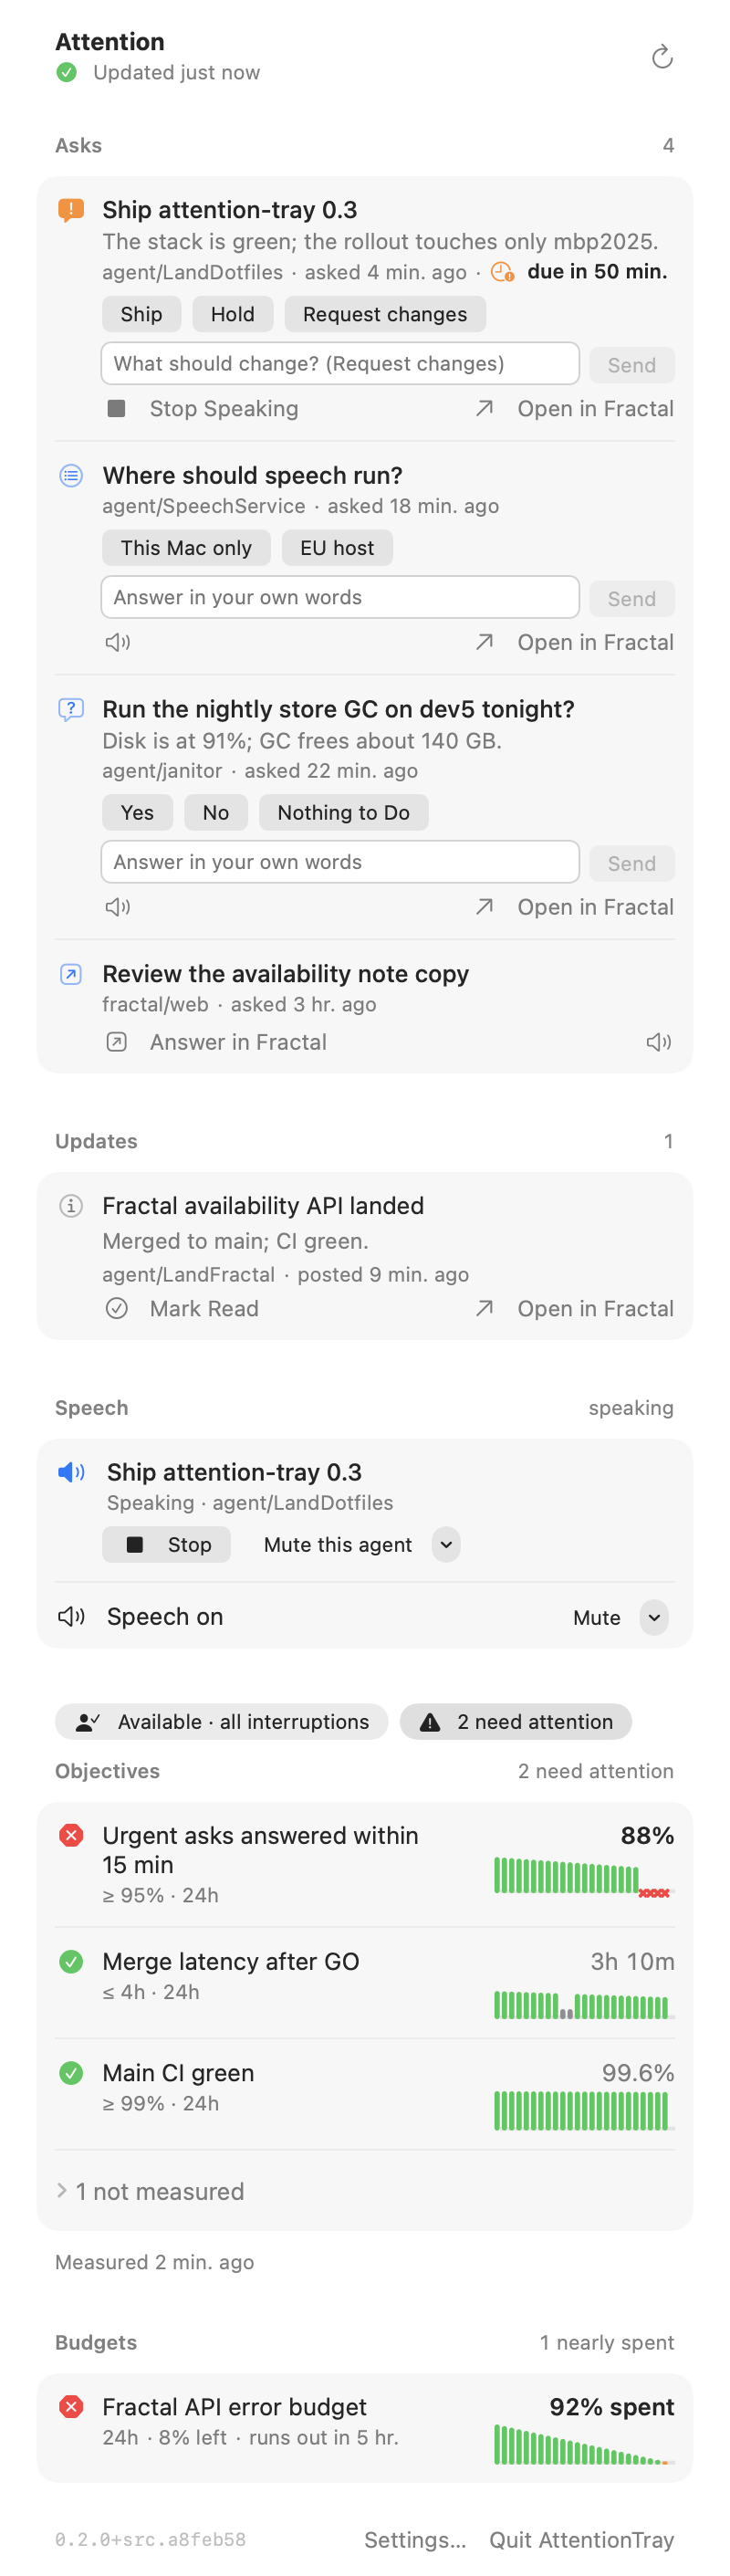 Attention
Updated just now
Asks 4
Ship attention-tray 0.3
The stack is green; the rollout touches only mbp2025.
agent/LandDotfiles · asked 4 min. ago · due in 50 min.
Ship Hold Request changes
What should change? (Request changes) Send
Stop Speaking Open in Fractal
Where should speech run?
agent/SpeechService · asked 18 min. ago
This Mac only EU host
Answer in your own words Send
Open in Fractal
Run the nightly store GC on dev5 tonight?
Disk is at 91%; GC frees about 140 GB.
agent/janitor · asked 22 min. ago
Yes No Nothing to Do
Answer in your own words Send
Open in Fractal
Review the availability note copy
fractal/web · asked 3 hr. ago
Answer in Fractal
Updates 1
Fractal availability API landed
Merged to main; CI green.
agent/LandFractal · posted 9 min. ago
Mark Read Open in Fractal
Speech speaking
Ship attention-tray 0.3
Speaking · agent/LandDotfiles
Stop Mute this agent
Speech on Mute
Available · all interruptions 2 need attention
Objectives 2 need attention
Urgent asks answered within 88%
15 min
≥ 95% · 24h
Merge latency after GO 3h 10m
≤ 4h · 24h
Main CI green 99.6%
≥ 99% · 24h
1 not measured
Measured 2 min. ago
Budgets 1 nearly spent
Fractal API error budget 92% spent
24h · 8% left · runs out in 5 hr.
0.2.0+src.a8feb58 Settings... Quit AttentionTray